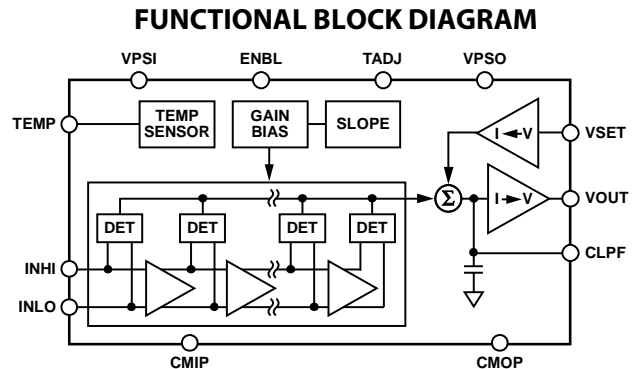 FUNCTIONAL BLOCK DIAGRAM
VPSI ENBL TADJ VPSO
TEMP
TEMP
SENSOR
GAIN
BIAS
SLOPE
I V
VSET
DET DET DET DET
Σ
I V
VOUT
CLPF
INHI
INLO
CMIP CMOP